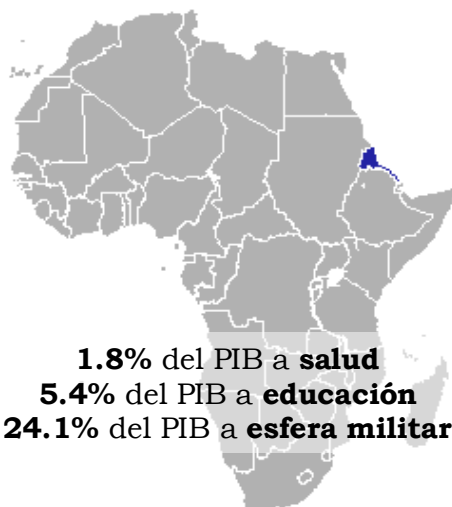 1.8% del PIB a salud
5.4% del PIB a educación
24.1% del PIB a esfera militar